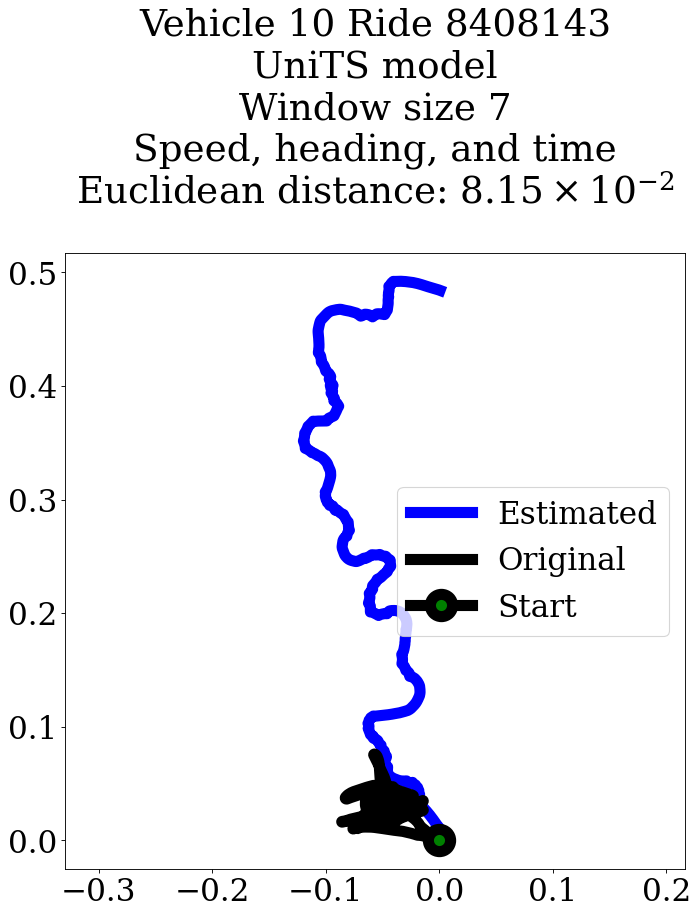 Vehicle 10 Ride 8408143
UniTS model
Window size 7
Speed, heading, and time
Euclidean distance: 8.15 × 10⁻²
0.5
0.4
0.3
0.2
0.1
0.0
Estimated
Original
Start
−0.3 −0.2 −0.1 0.0 0.1 0.2